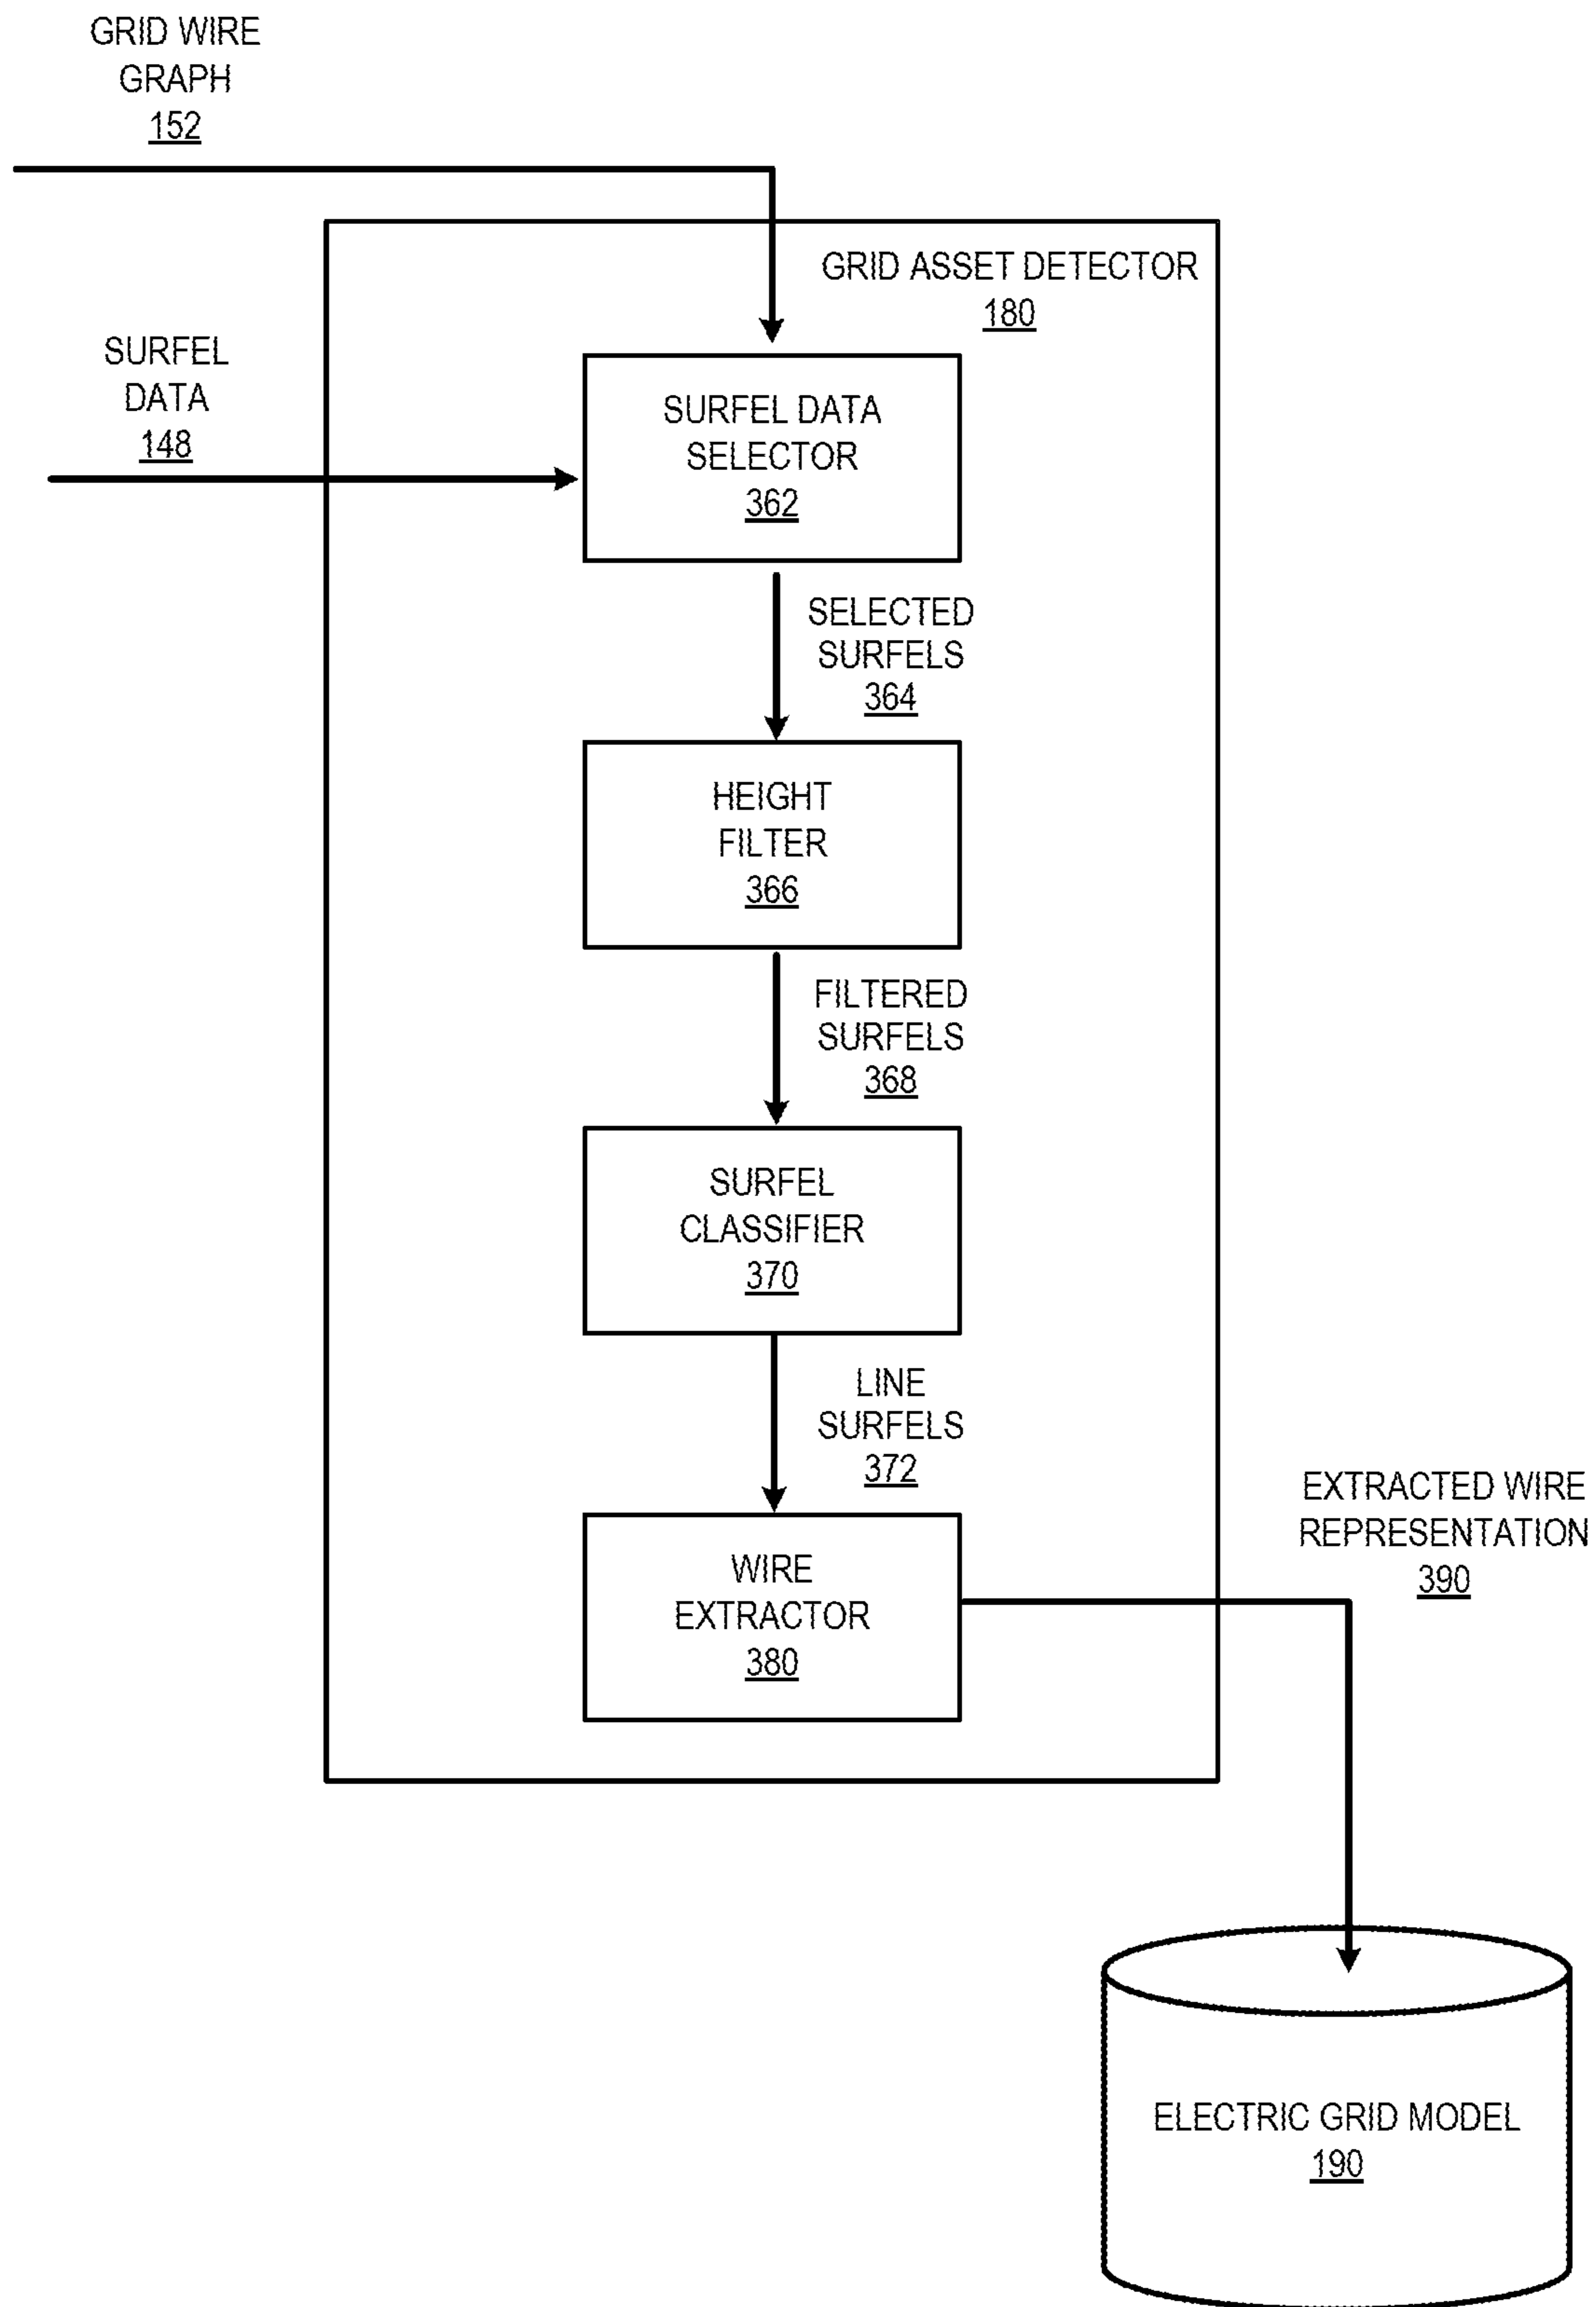 GRID WIRE
GRAPH
152
GRID ASSET DETECTOR
180
SURFEL
DATA
148
SURFEL DATA
SELECTOR
362
SELECTED
SURFELS
364
HEIGHT
FILTER
366
FILTERED
SURFELS
368
SURFEL
CLASSIFIER
370
LINE
SURFELS
372
EXTRACTED WIRE
REPRESENTATION
390
WIRE
EXTRACTOR
380
ELECTRIC GRID MODEL
190